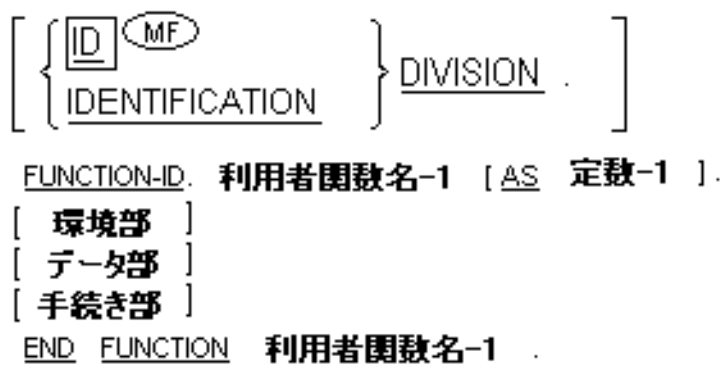 [ { ID MF
IDENTIFICATION } DIVISION . ]
FUNCTION-ID. 利用者関数名-1 [ AS 定数-1 ].
[ 環境部 ]
[ データ部 ]
[ 手続き部 ]
END FUNCTION 利用者関数名-1 .